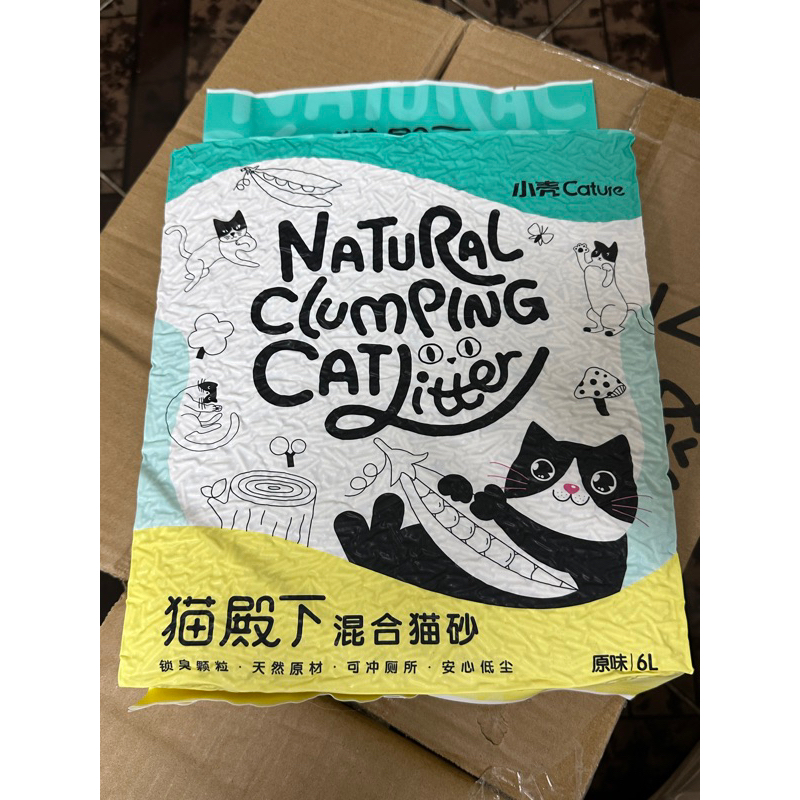 NATURAL
小壳 Cature
NATURAL
CLUMPING
CAT Litter
猫殿下 混合猫砂
锁臭颗粒·天然原材·可冲厕所·安心低尘
原味|6L